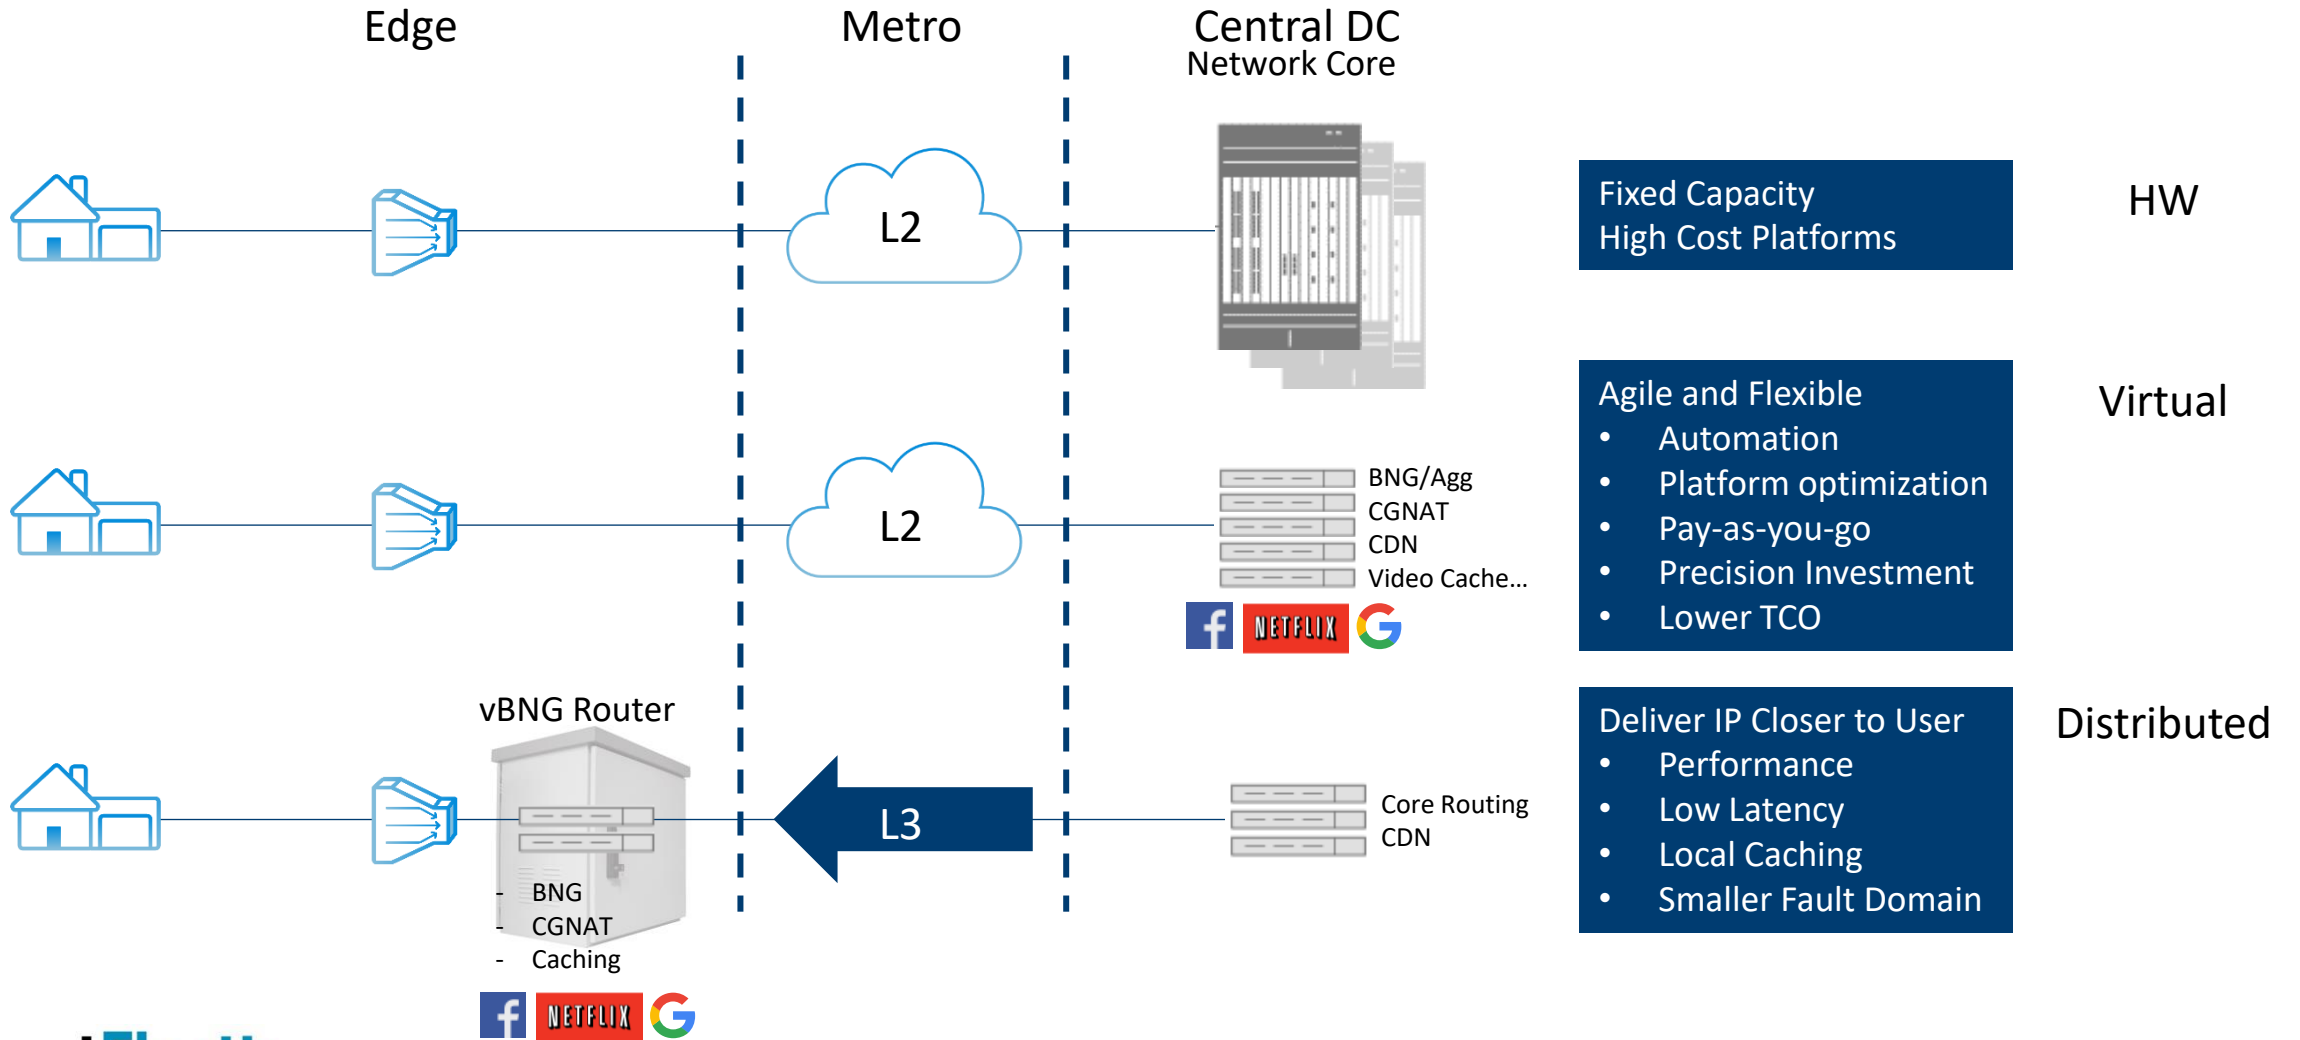 Edge
Metro
Central DC
Network Core
L2
Fixed Capacity
High Cost Platforms
HW
L2
BNG/Agg
CGNAT
CDN
Video Cache...
f
NETFLIX
G
Agile and Flexible
• Automation
• Platform optimization
• Pay-as-you-go
• Precision Investment
• Lower TCO
Virtual
vBNG Router
- BNG
- CGNAT
- Caching
f
NETFLIX
G
L3
Core Routing
CDN
Deliver IP Closer to User
• Performance
• Low Latency
• Local Caching
• Smaller Fault Domain
Distributed